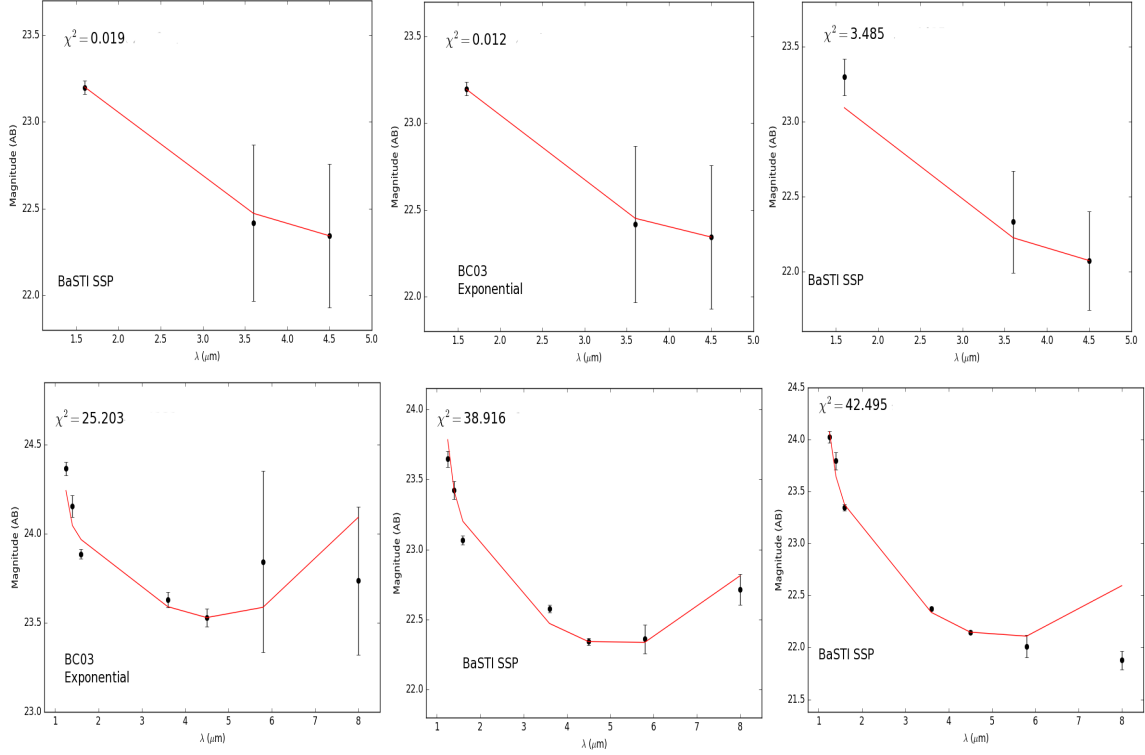 χ² = 0.019
23.5
23.0
22.5
22.0
Magnitude (AB)
BaSTI SSP
1.5 2.0 2.5 3.0 3.5 4.0 4.5 5.0
λ (μm)
χ² = 0.012
23.5
23.0
22.5
22.0
Magnitude (AB)
BC03
Exponential
1.5 2.0 2.5 3.0 3.5 4.0 4.5 5.0
λ (μm)
χ² = 3.485
23.5
23.0
22.5
22.0
Magnitude (AB)
BaSTI SSP
1.5 2.0 2.5 3.0 3.5 4.0 4.5 5.0
λ (μm)
χ² = 25.203
24.5
24.0
23.5
23.0
Magnitude (AB)
BC03
Exponential
1 2 3 4 5 6 7 8
λ (μm)
χ² = 38.916
24.0
23.5
23.0
22.5
22.0
Magnitude (AB)
BaSTI SSP
1 2 3 4 5 6 7 8
λ (μm)
χ² = 42.495
24.5
24.0
23.5
23.0
22.5
22.0
21.5
Magnitude (AB)
BaSTI SSP
1 2 3 4 5 6 7 8
λ (μm)